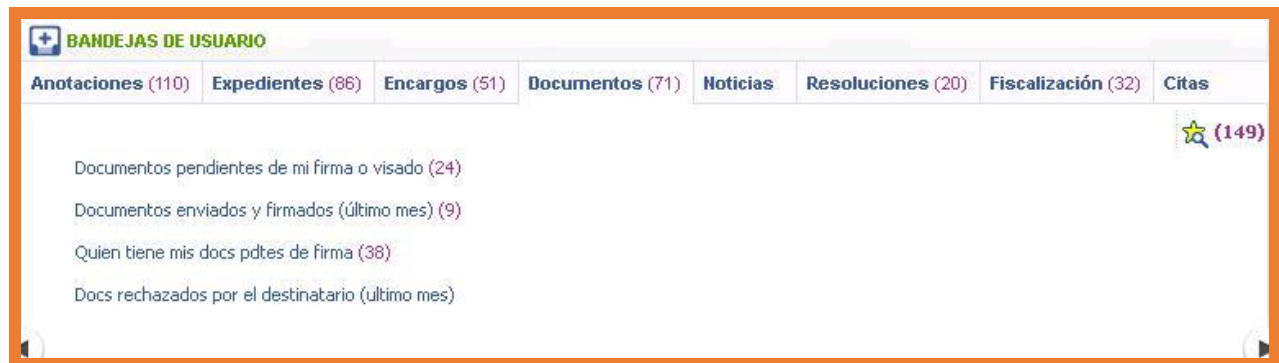 BANDEJAS DE USUARIO
Anotaciones (110) Expedientes (86) Encargos (51) Documentos (71) Noticias Resoluciones (20) Fiscalización (32) Citas
(149)
Documentos pendientes de mi firma o visado (24)
Documentos enviados y firmados (último mes) (9)
Quien tiene mis docs pdtes de firma (38)
Docs rechazados por el destinatario (ultimo mes)